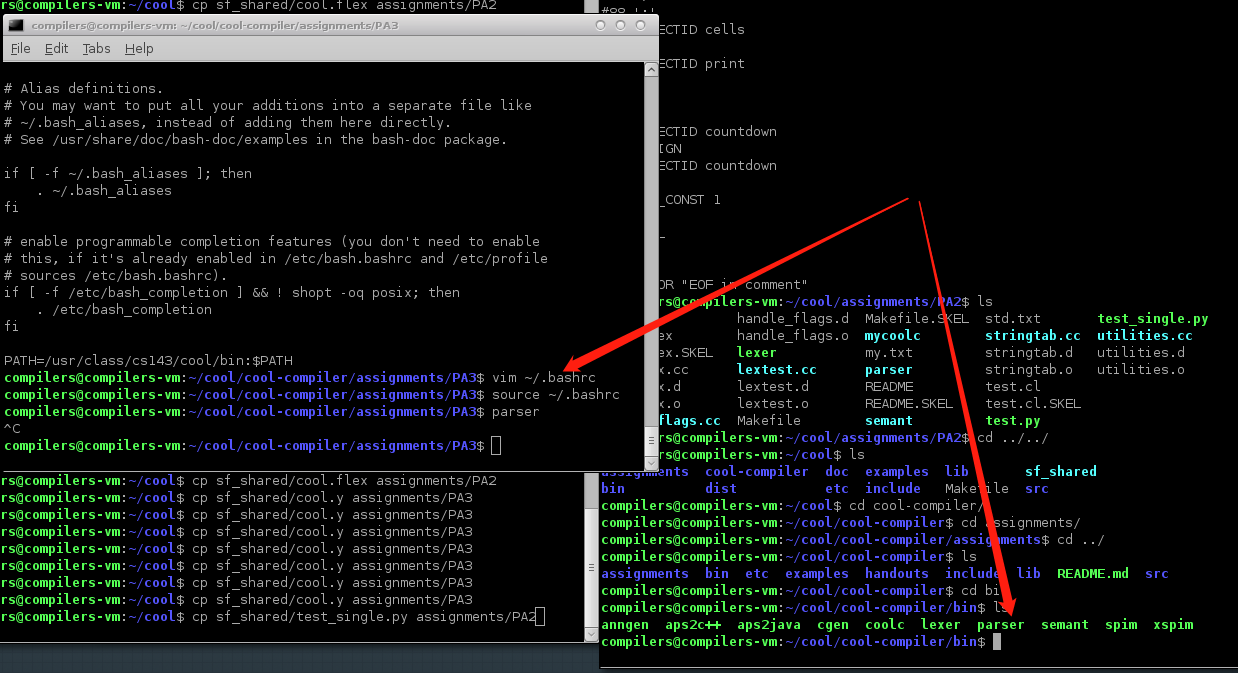 rs@compilers-vm:~/cool$ cp sf_shared/cool.flex assignments/PA2
compilers@compilers-vm: ~/cool/cool-compiler/assignments/PA3
File Edit Tabs Help
# Alias definitions.
# You may want to put all your additions into a separate file like
# ~/.bash_aliases, instead of adding them here directly.
# See /usr/share/doc/bash-doc/examples in the bash-doc package.
if [ -f ~/.bash_aliases ]; then
    . ~/.bash_aliases
fi
# enable programmable completion features (you don't need to enable
# this, if it's already enabled in /etc/bash.bashrc and /etc/profile
# sources /etc/bash.bashrc).
if [ -f /etc/bash_completion ] && ! shopt -oq posix; then
    . /etc/bash_completion
fi
PATH=/usr/class/cs143/cool/bin:$PATH
compilers@compilers-vm:~/cool/cool-compiler/assignments/PA3$ vim ~/.bashrc
compilers@compilers-vm:~/cool/cool-compiler/assignments/PA3$ source ~/.bashrc
compilers@compilers-vm:~/cool/cool-compiler/assignments/PA3$ parser
^C
compilers@compilers-vm:~/cool/cool-compiler/assignments/PA3$
rs@compilers-vm:~/cool$ cp sf_shared/cool.flex assignments/PA2
rs@compilers-vm:~/cool$ cp sf_shared/cool.y assignments/PA3
rs@compilers-vm:~/cool$ cp sf_shared/cool.y assignments/PA3
rs@compilers-vm:~/cool$ cp sf_shared/cool.y assignments/PA3
rs@compilers-vm:~/cool$ cp sf_shared/cool.y assignments/PA3
rs@compilers-vm:~/cool$ cp sf_shared/cool.y assignments/PA3
rs@compilers-vm:~/cool$ cp sf_shared/cool.y assignments/PA3
rs@compilers-vm:~/cool$ cp sf_shared/cool.y assignments/PA3
rs@compilers-vm:~/cool$ cp sf_shared/test_single.py assignments/PA2
ECTID cells
ECTID print
ECTID countdown
IGN
ECTID countdown
_CONST 1
OR "EOF in comment"
rs@compilers-vm:~/cool/assignments/PA2$ ls
handle_flags.d Makefile.SKEL std.txt test_single.py
ex handle_flags.o mycoolc stringtab.cc utilities.cc
ex.SKEL lexer my.txt stringtab.d utilities.d
x.cc lextest.cc parser stringtab.o utilities.o
x.d lextest.d README test.cl
x.o lextest.o README.SKEL test.cl.SKEL
flags.cc Makefile semant test.py
rs@compilers-vm:~/cool/assignments/PA2$ cd ../../
rs@compilers-vm:~/cool$ ls
assignments cool-compiler doc examples lib sf_shared
bin dist etc include Makefile src
compilers@compilers-vm:~/cool$ cd cool-compiler/
compilers@compilers-vm:~/cool/cool-compiler$ cd assignments/
compilers@compilers-vm:~/cool/cool-compiler/assignments$ cd ../
compilers@compilers-vm:~/cool/cool-compiler$ ls
assignments bin etc examples handouts include lib README.md src
compilers@compilers-vm:~/cool/cool-compiler$ cd bi
compilers@compilers-vm:~/cool/cool-compiler/bin$ ls
anngen aps2c++ aps2java cgen coolc lexer parser semant spim xspim
compilers@compilers-vm:~/cool/cool-compiler/bin$